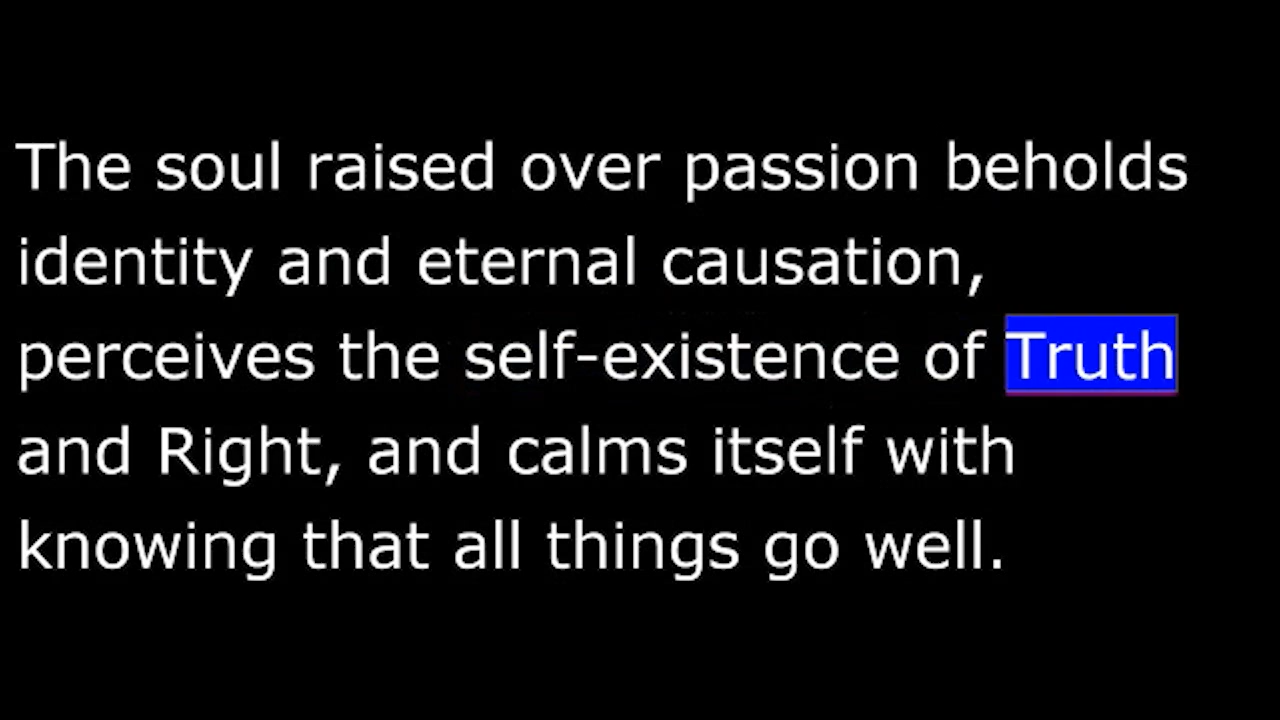 The soul raised over passion beholds
identity and eternal causation,
perceives the self-existence of Truth
and Right, and calms itself with
knowing that all things go well.